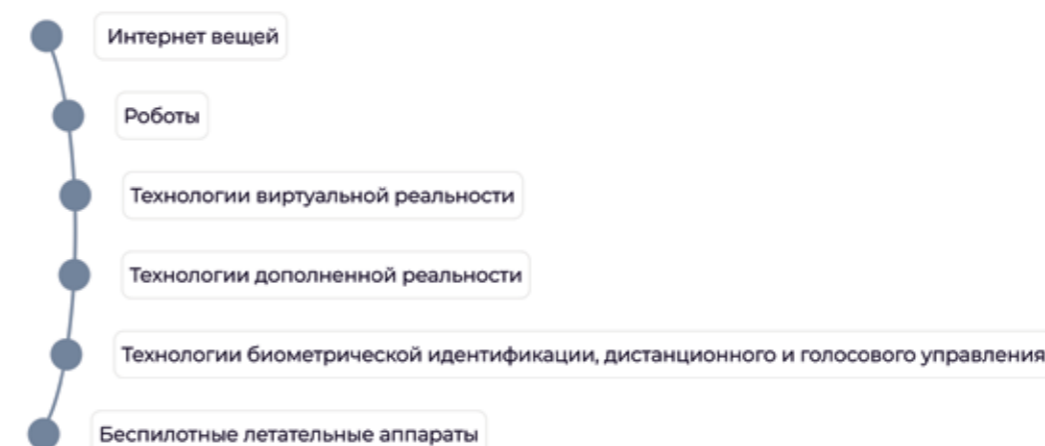 Интернет вещей
Роботы
Технологии виртуальной реальности
Технологии дополненной реальности
Технологии биометрической идентификации, дистанционного и голосового управления
Беспилотные летательные аппараты